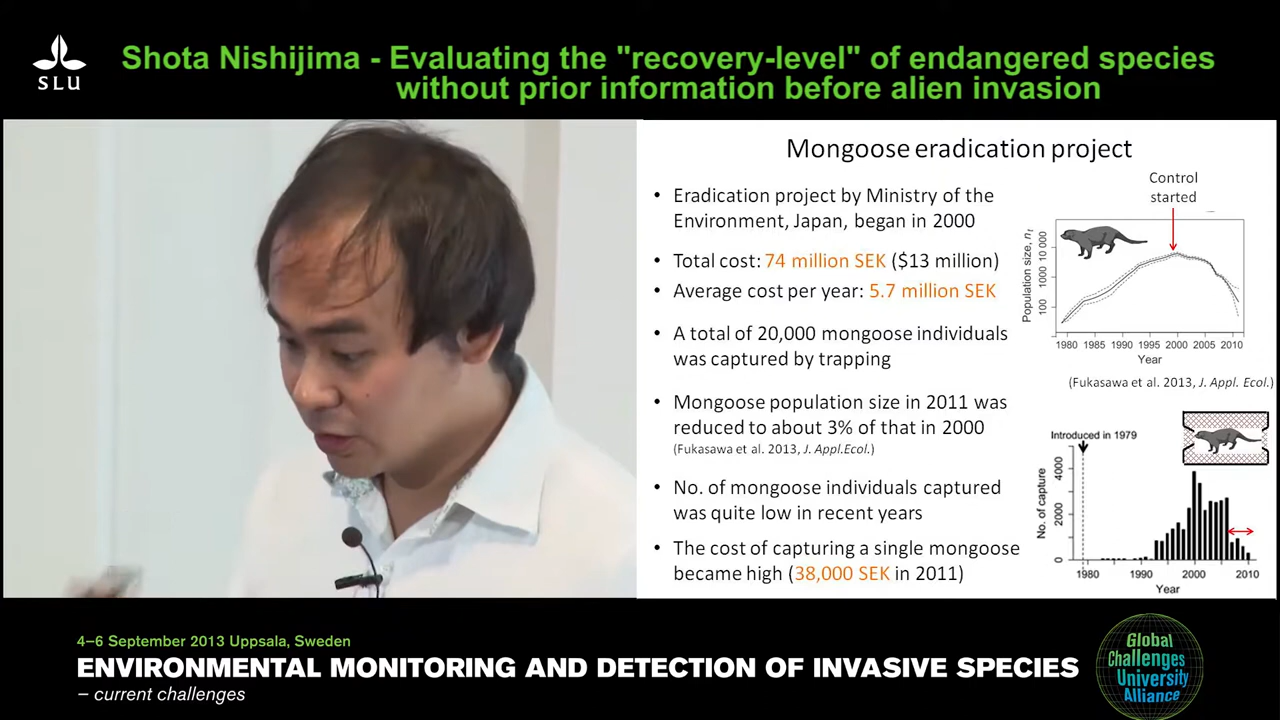 SLU
Shota Nishijima - Evaluating the "recovery-level" of endangered species
without prior information before alien invasion
Mongoose eradication project
• Eradication project by Ministry of the
Environment, Japan, began in 2000
• Total cost: 74 million SEK ($13 million)
• Average cost per year: 5.7 million SEK
• A total of 20,000 mongoose individuals
was captured by trapping
• Mongoose population size in 2011 was
reduced to about 3% of that in 2000
(Fukasawa et al. 2013, J. Appl.Ecol.)
• No. of mongoose individuals captured
was quite low in recent years
• The cost of capturing a single mongoose
became high (38,000 SEK in 2011)
Control
started
Population size, nt
10 000
1000
100
1980 1985 1990 1995 2000 2005 2010
Year
(Fukasawa et al. 2013, J. Appl. Ecol.)
Introduced in 1979
No. of capture
4000
2000
0
1980 1990 2000 2010
Year
4–6 September 2013 Uppsala, Sweden
ENVIRONMENTAL MONITORING AND DETECTION OF INVASIVE SPECIES
– current challenges
Global
Challenges
University
Alliance